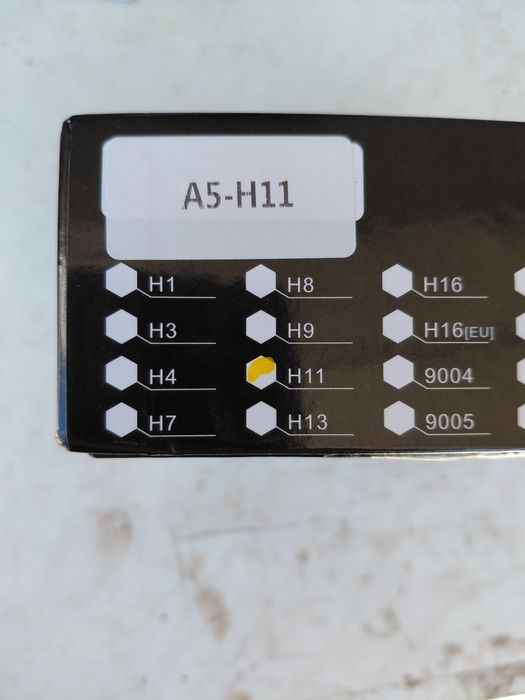 A5-H11
H1 H8 H16
H3 H9 H16[EU]
H4 H11 9004
H7 H13 9005